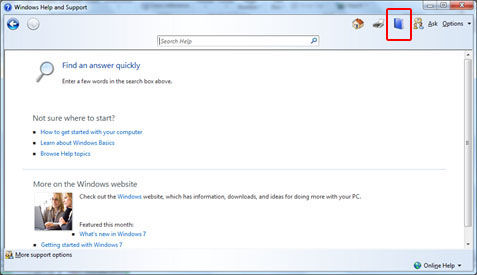 Windows Help and Support
Ask Options
Search Help
Find an answer quickly
Enter a few words in the search box above.
Not sure where to start?
How to get started with your computer
Learn about Windows Basics
Browse Help topics
More on the Windows website
Check out the Windows website, which has information, downloads, and ideas for doing more with your PC.
Featured this month:
What's new in Windows 7
Getting started with Windows 7
More support options
Online Help